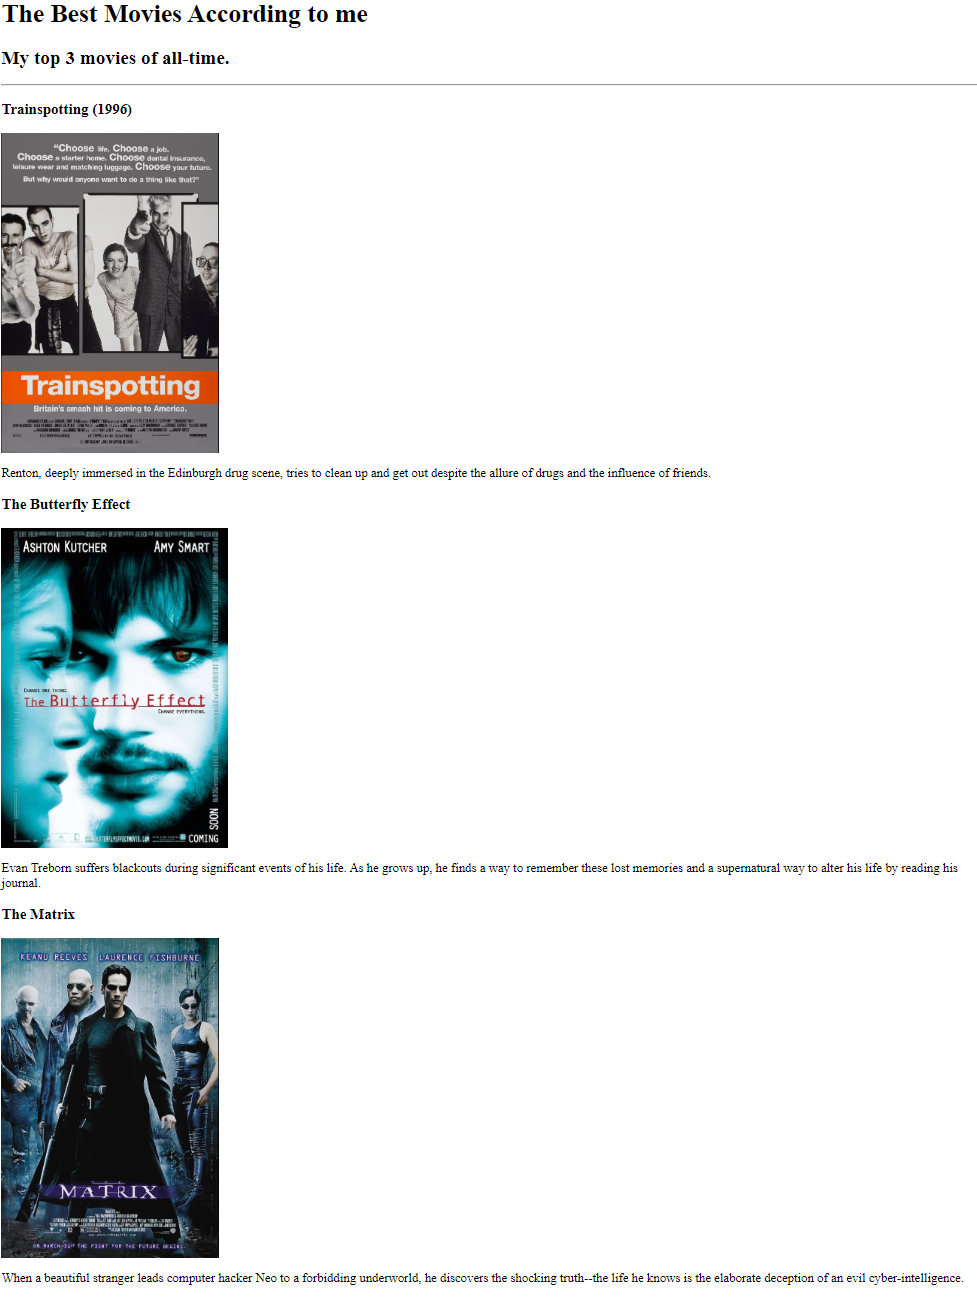 The Best Movies According to me
My top 3 movies of all-time.
Trainspotting (1996)
"Choose life. Choose a job.
Choose a starter home. Choose dental insurance,
leisure wear and matching luggage. Choose your future.
But why would anyone want to do a thing like that?"
Trainspotting
Britain's smash hit is coming to America.
Renton, deeply immersed in the Edinburgh drug scene, tries to clean up and get out despite the allure of drugs and the influence of friends.
The Butterfly Effect
ASHTON KUTCHER AMY SMART
CHANGE ONE THING.
The Butterfly Effect
CHANGE EVERYTHING.
COMING SOON
Evan Treborn suffers blackouts during significant events of his life. As he grows up, he finds a way to remember these lost memories and a supernatural way to alter his life by reading his
journal.
The Matrix
KEANU REEVES LAURENCE FISHBURNE
THE
MATRIX
ON MARCH 31ST THE FIGHT FOR THE FUTURE BEGINS.
When a beautiful stranger leads computer hacker Neo to a forbidding underworld, he discovers the shocking truth--the life he knows is the elaborate deception of an evil cyber-intelligence.